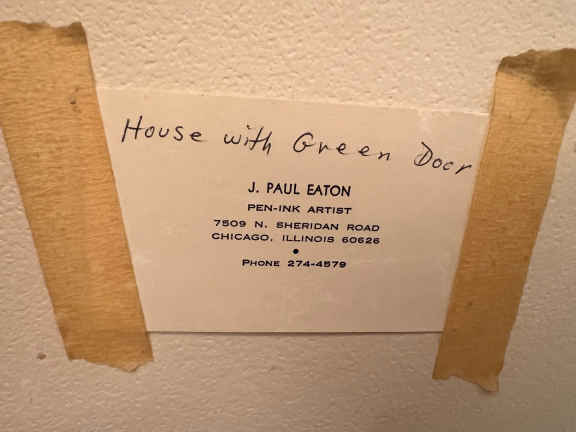 House with Green Door
J. PAUL EATON
PEN-INK ARTIST
7509 N. SHERIDAN ROAD
CHICAGO, ILLINOIS 60626
PHONE 274-4579